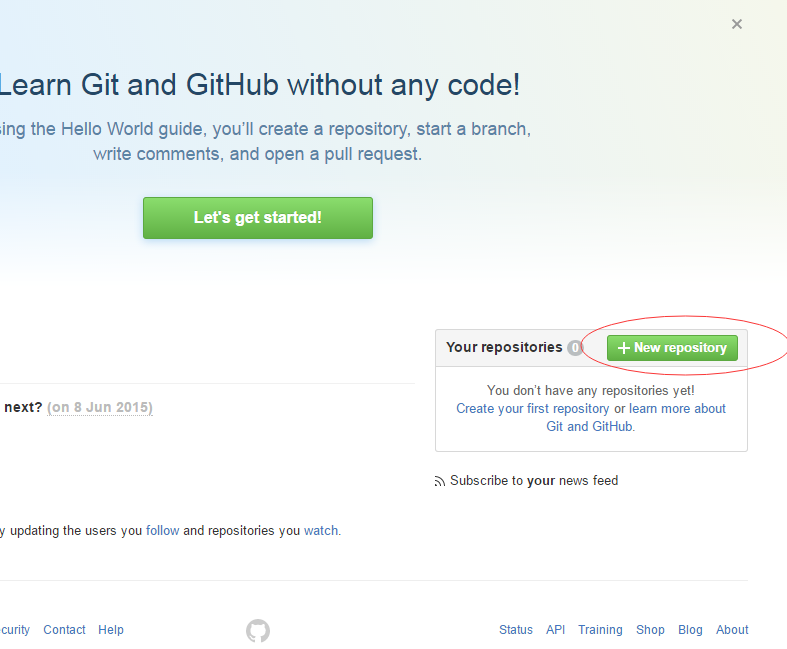 ×
Learn Git and GitHub without any code!
sing the Hello World guide, you’ll create a repository, start a branch,
write comments, and open a pull request.
Let's get started!
Your repositories 0
+ New repository
next? (on 8 Jun 2015)
You don’t have any repositories yet!
Create your first repository or learn more about
Git and GitHub.
Subscribe to your news feed
y updating the users you follow and repositories you watch.
curity Contact Help
Status API Training Shop Blog About